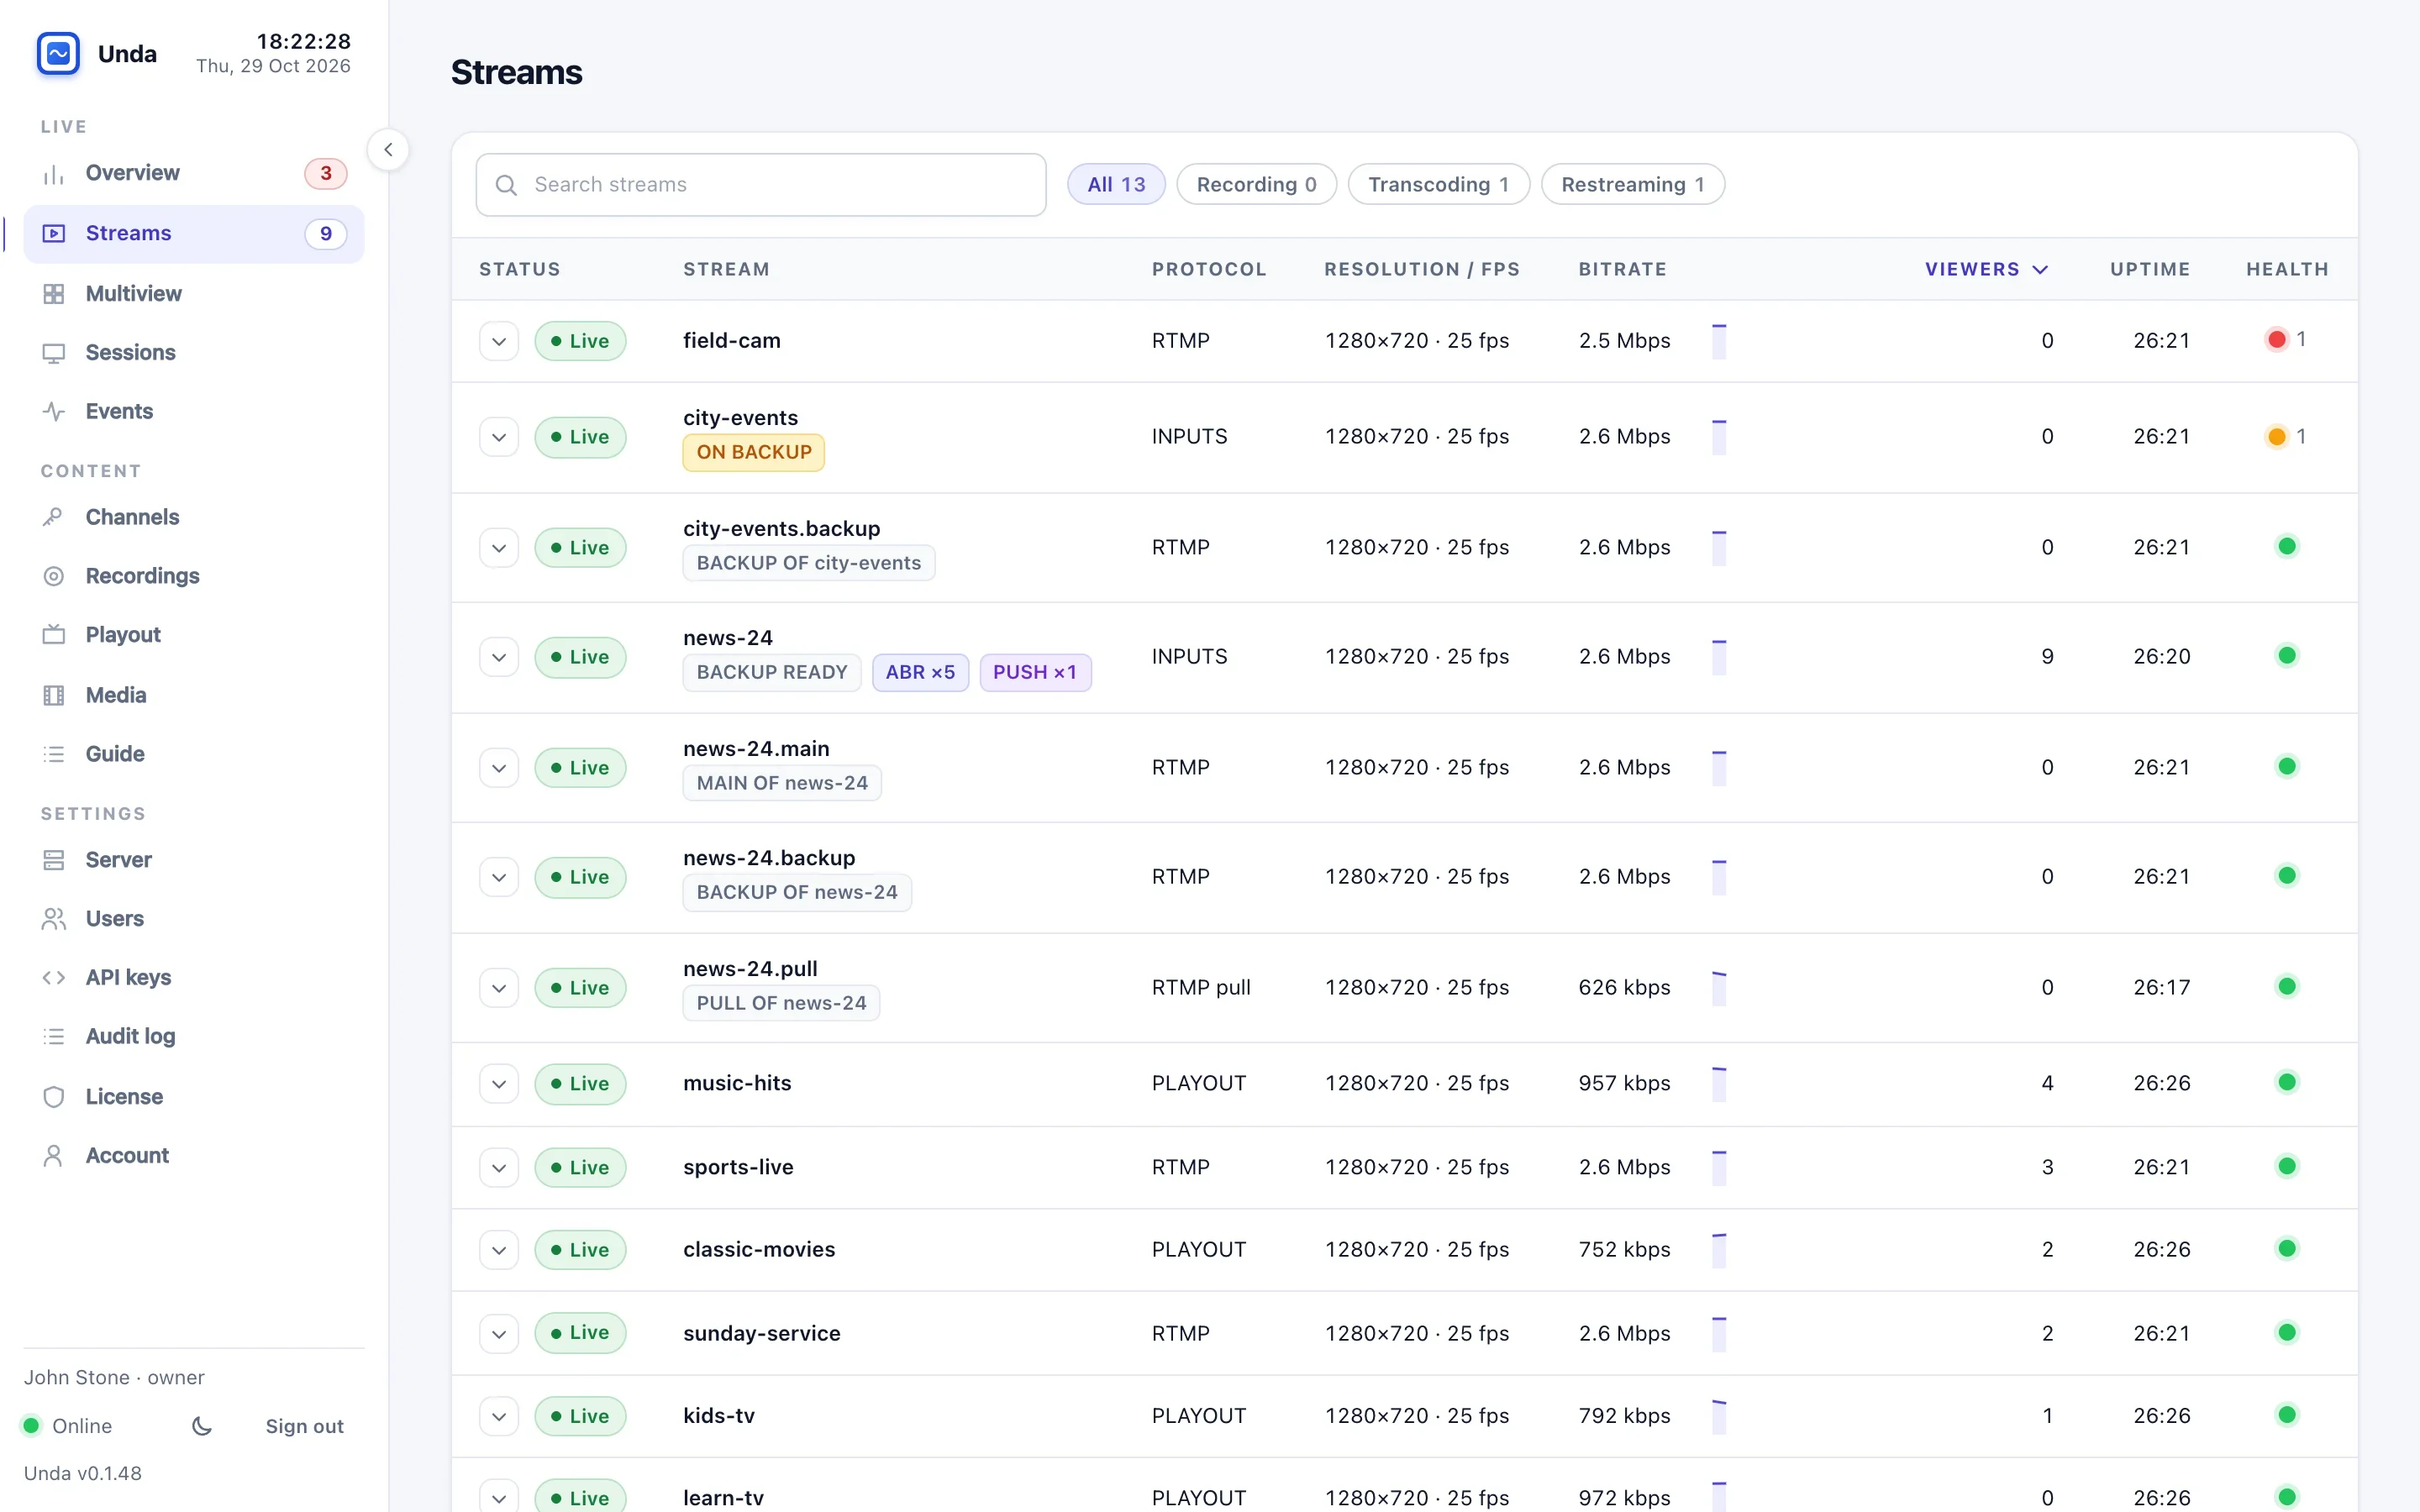 Unda
18:22:28
Thu, 29 Oct 2026
LIVE
Overview 3
Streams 9
Multiview
Sessions
Events
CONTENT
Channels
Recordings
Playout
Media
Guide
SETTINGS
Server
Users
API keys
Audit log
License
Account
John Stone · owner
Online Sign out
Unda v0.1.48
Streams
Search streams All 13 Recording 0 Transcoding 1 Restreaming 1
STATUS STREAM PROTOCOL RESOLUTION / FPS BITRATE VIEWERS UPTIME HEALTH
Live field-cam RTMP 1280×720 · 25 fps 2.5 Mbps 0 26:21 1
Live city-events INPUTS 1280×720 · 25 fps 2.6 Mbps 0 26:21 1
ON BACKUP
Live city-events.backup RTMP 1280×720 · 25 fps 2.6 Mbps 0 26:21
BACKUP OF city-events
Live news-24 INPUTS 1280×720 · 25 fps 2.6 Mbps 9 26:20
BACKUP READY ABR ×5 PUSH ×1
Live news-24.main RTMP 1280×720 · 25 fps 2.6 Mbps 0 26:21
MAIN OF news-24
Live news-24.backup RTMP 1280×720 · 25 fps 2.6 Mbps 0 26:21
BACKUP OF news-24
Live news-24.pull RTMP pull 1280×720 · 25 fps 626 kbps 0 26:17
PULL OF news-24
Live music-hits PLAYOUT 1280×720 · 25 fps 957 kbps 4 26:26
Live sports-live RTMP 1280×720 · 25 fps 2.6 Mbps 3 26:21
Live classic-movies PLAYOUT 1280×720 · 25 fps 752 kbps 2 26:26
Live sunday-service RTMP 1280×720 · 25 fps 2.6 Mbps 2 26:21
Live kids-tv PLAYOUT 1280×720 · 25 fps 792 kbps 1 26:26
Live learn-tv PLAYOUT 1280×720 · 25 fps 972 kbps 0 26:26